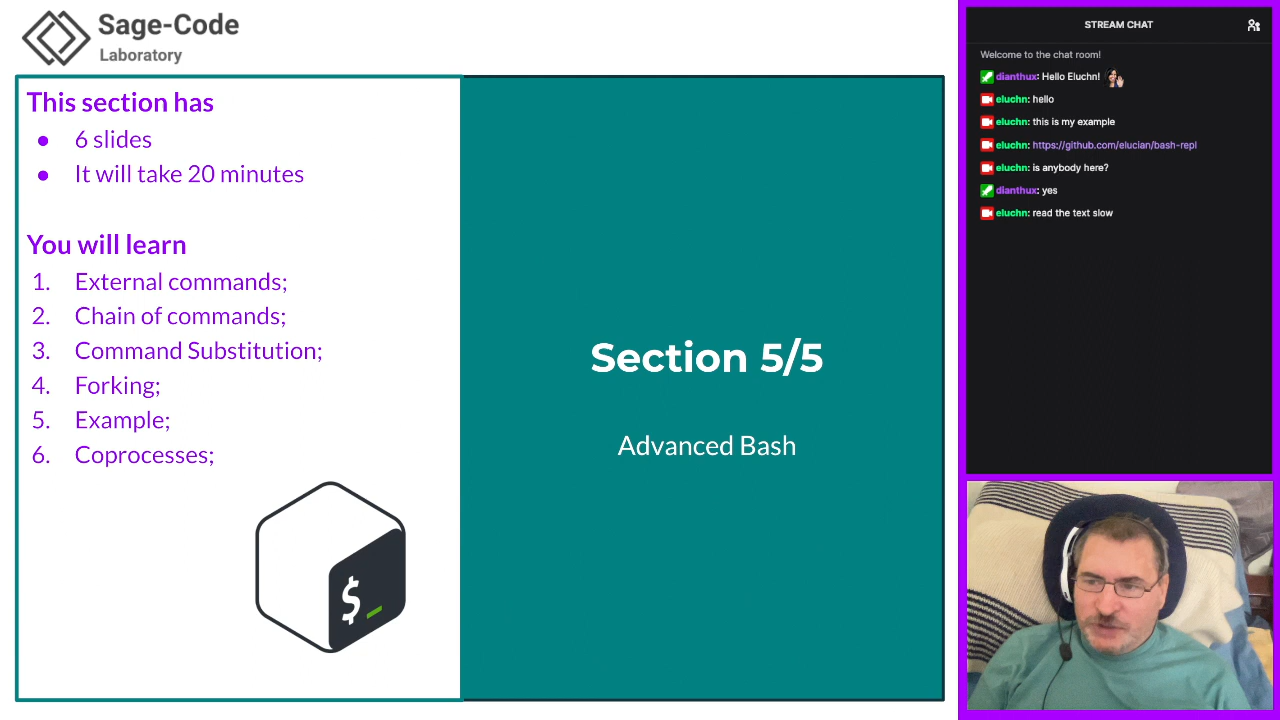 Sage-Code
Laboratory
This section has
● 6 slides
● It will take 20 minutes
You will learn
1. External commands;
2. Chain of commands;
3. Command Substitution;
4. Forking;
5. Example;
6. Coprocesses;
$_
Section 5/5
Advanced Bash
STREAM CHAT
Welcome to the chat room!
dianthux: Hello Eluchn!
eluchn: hello
eluchn: this is my example
eluchn: https://github.com/elucian/bash-repl
eluchn: is anybody here?
dianthux: yes
eluchn: read the text slow